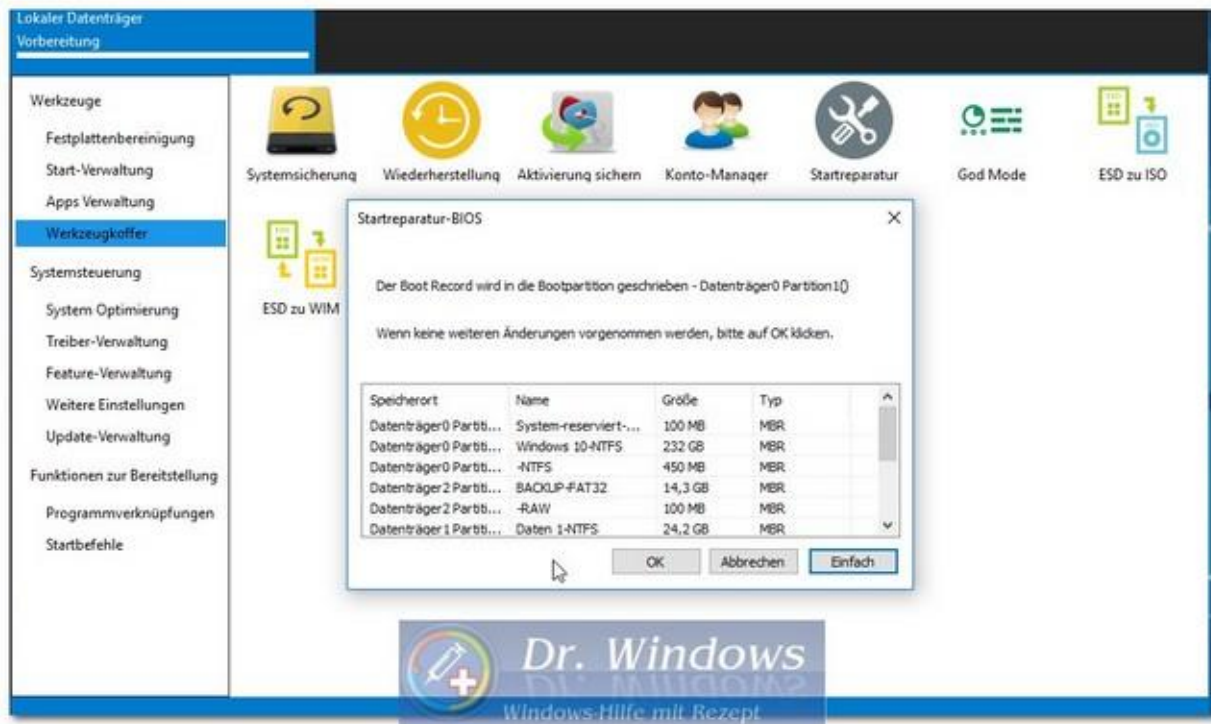 Lokaler Datenträger
Vorbereitung
Werkzeuge
Festplattenbereinigung
Start-Verwaltung
Apps Verwaltung
Werkzeugkoffer
Systemsteuerung
System Optimierung
Treiber-Verwaltung
Feature-Verwaltung
Weitere Einstellungen
Update-Verwaltung
Funktionen zur Bereitstellung
Programmverknüpfungen
Startbefehle
Systemsicherung Wiederherstellung Aktivierung sichern Konto-Manager Startreparatur God Mode ESD zu ISO
ESD zu WIM
Startreparatur-BIOS
Der Boot Record wird in die Bootpartition geschrieben - Datenträger0 Partition1()
Wenn keine weiteren Änderungen vorgenommen werden, bitte auf OK klicken.
Speicherort Name Größe Typ
Datenträger0 Partiti... System-reserviert-... 100 MB MBR
Datenträger0 Partiti... Windows 10-NTFS 232 GB MBR
Datenträger0 Partiti... -NTFS 450 MB MBR
Datenträger2 Partiti... BACKUP-FAT32 14,3 GB MBR
Datenträger2 Partiti... -RAW 100 MB MBR
Datenträger1 Partiti... Daten 1-NTFS 24,2 GB MBR
OK Abbrechen Einfach
Dr. Windows
Windows-Hilfe mit Rezept